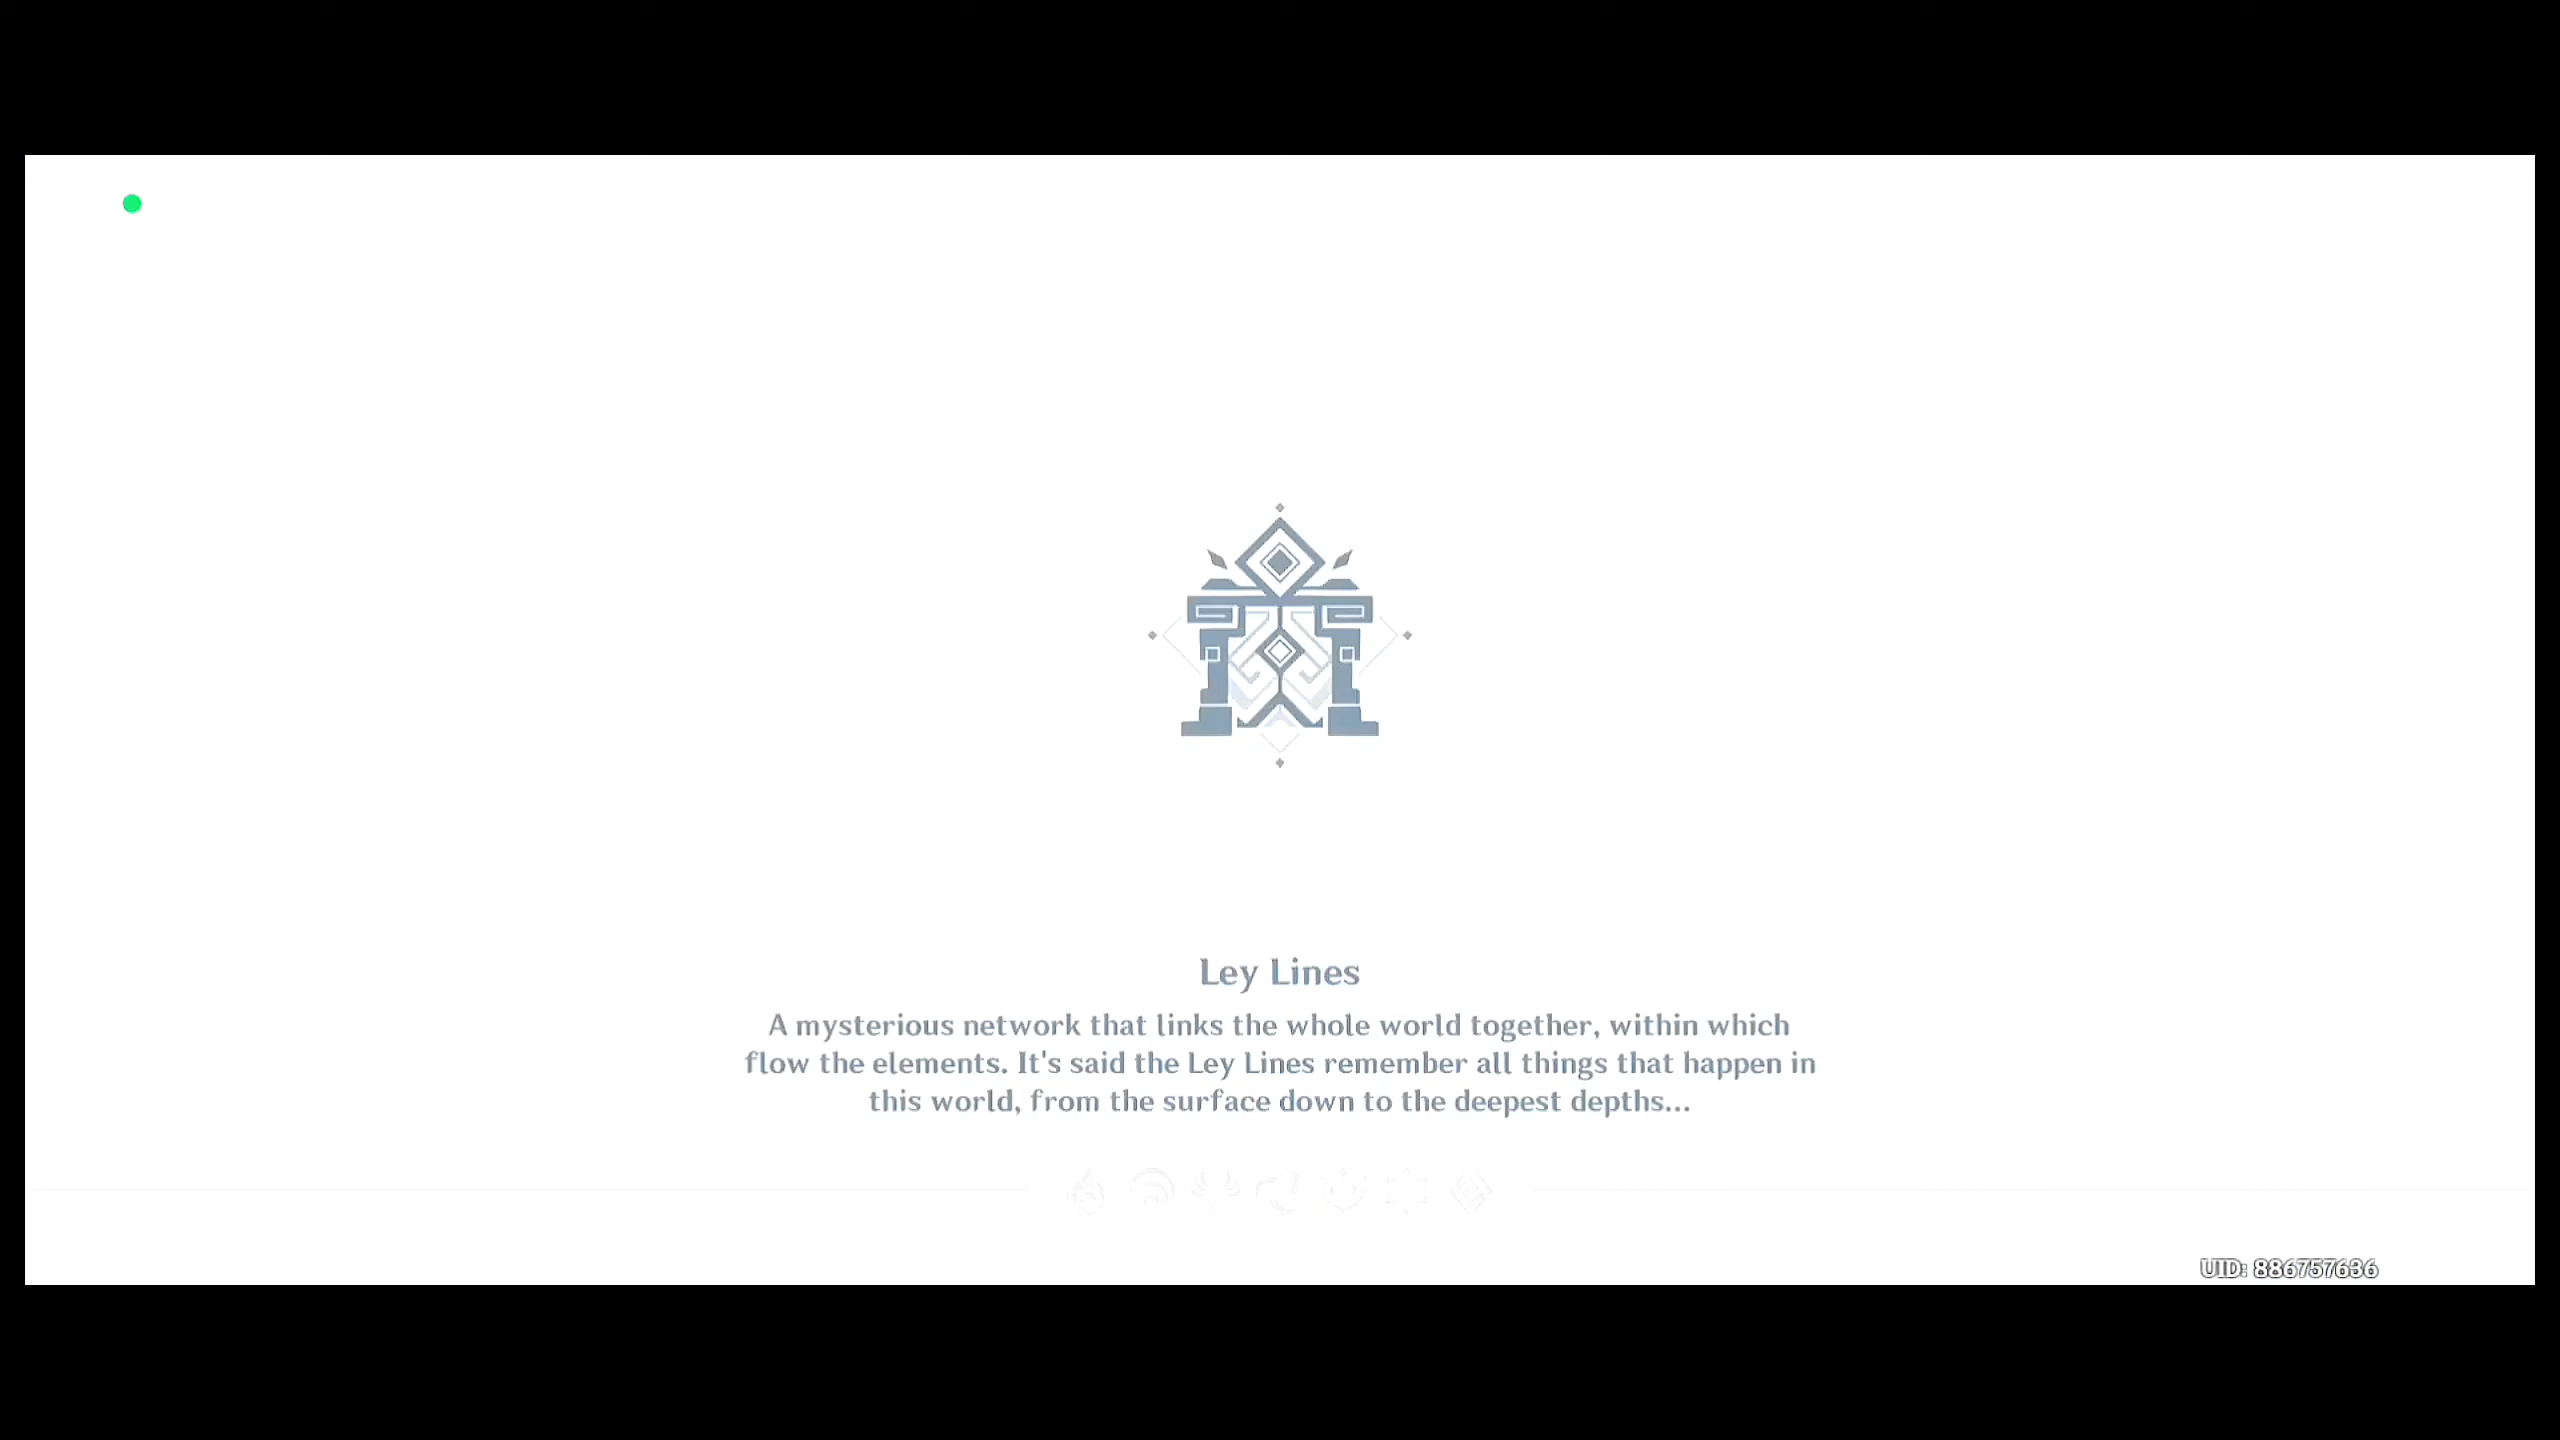 Ley Lines
A mysterious network that links the whole world together, within which
flow the elements. It's said the Ley Lines remember all things that happen in
this world, from the surface down to the deepest depths...
UID: 886757636